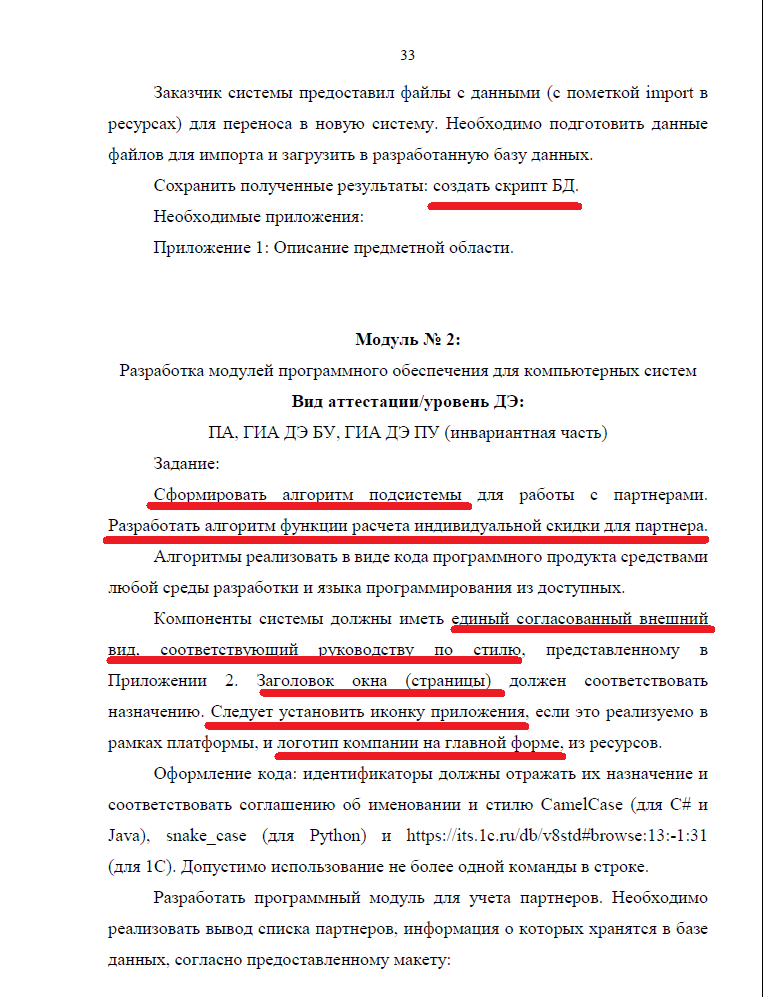 33
Заказчик системы предоставил файлы с данными (с пометкой import в
ресурсах) для переноса в новую систему. Необходимо подготовить данные
файлов для импорта и загрузить в разработанную базу данных.
Сохранить полученные результаты: создать скрипт БД.
Необходимые приложения:
Приложение 1: Описание предметной области.
Модуль № 2:
Разработка модулей программного обеспечения для компьютерных систем
Вид аттестации/уровень ДЭ:
ПА, ГИА ДЭ БУ, ГИА ДЭ ПУ (инвариантная часть)
Задание:
Сформировать алгоритм подсистемы для работы с партнерами.
Разработать алгоритм функции расчета индивидуальной скидки для партнера.
Алгоритмы реализовать в виде кода программного продукта средствами
любой среды разработки и языка программирования из доступных.
Компоненты системы должны иметь единый согласованный внешний
вид, соответствующий руководству по стилю, представленному в
Приложении 2. Заголовок окна (страницы) должен соответствовать
назначению. Следует установить иконку приложения, если это реализуемо в
рамках платформы, и логотип компании на главной форме, из ресурсов.
Оформление кода: идентификаторы должны отражать их назначение и
соответствовать соглашению об именовании и стилю CamelCase (для C# и
Java), snake_case (для Python) и https://its.1c.ru/db/v8std#browse:13:-1:31
(для 1С). Допустимо использование не более одной команды в строке.
Разработать программный модуль для учета партнеров. Необходимо
реализовать вывод списка партнеров, информация о которых хранятся в базе
данных, согласно предоставленному макету: